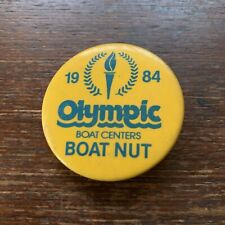 19 84
Olympic
BOAT CENTERS
BOAT NUT